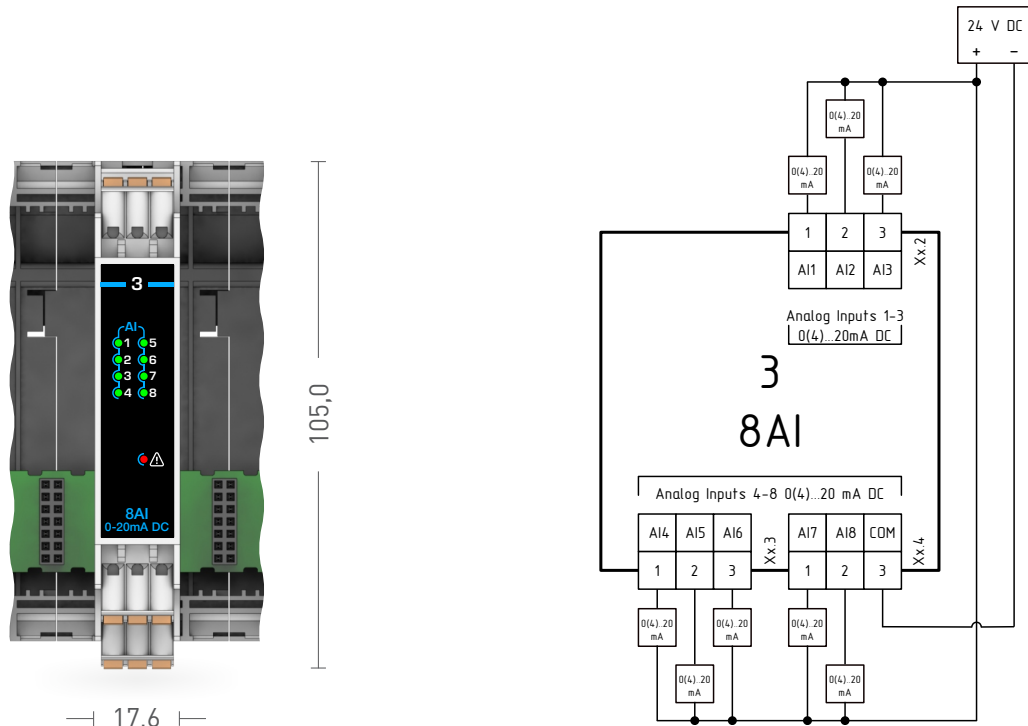 3
AI
1 5
2 6
3 7
4 8
8AI
0-20mA DC
105,0
17,6
24 V DC
+ −
0(4)..20
mA
0(4)..20
mA
0(4)..20
mA
1 2 3
AI1 AI2 AI3
Xx.2
Analog Inputs 1-3
0(4)...20mA DC
3
8AI
Analog Inputs 4-8 0(4)...20 mA DC
AI4 AI5 AI6
1 2 3
Xx.3
AI7 AI8 COM
1 2 3
Xx.4
0(4)..20
mA
0(4)..20
mA
0(4)..20
mA
0(4)..20
mA
0(4)..20
mA